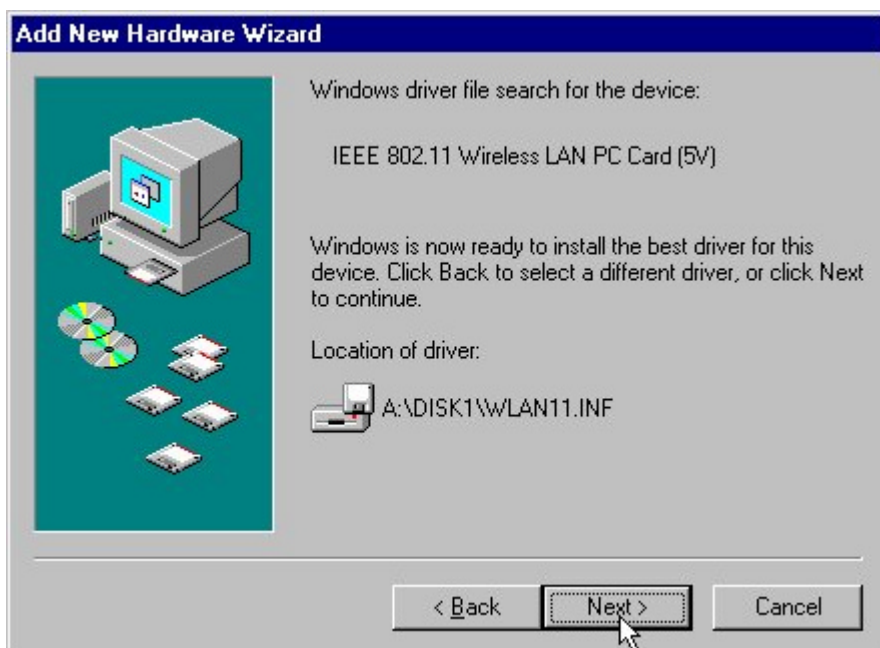 Add New Hardware Wizard
Windows driver file search for the device:
IEEE 802.11 Wireless LAN PC Card (5V)
Windows is now ready to install the best driver for this
device. Click Back to select a different driver, or click Next
to continue.
Location of driver:
A:\DISK1\WLAN11.INF
< Back
Next >
Cancel